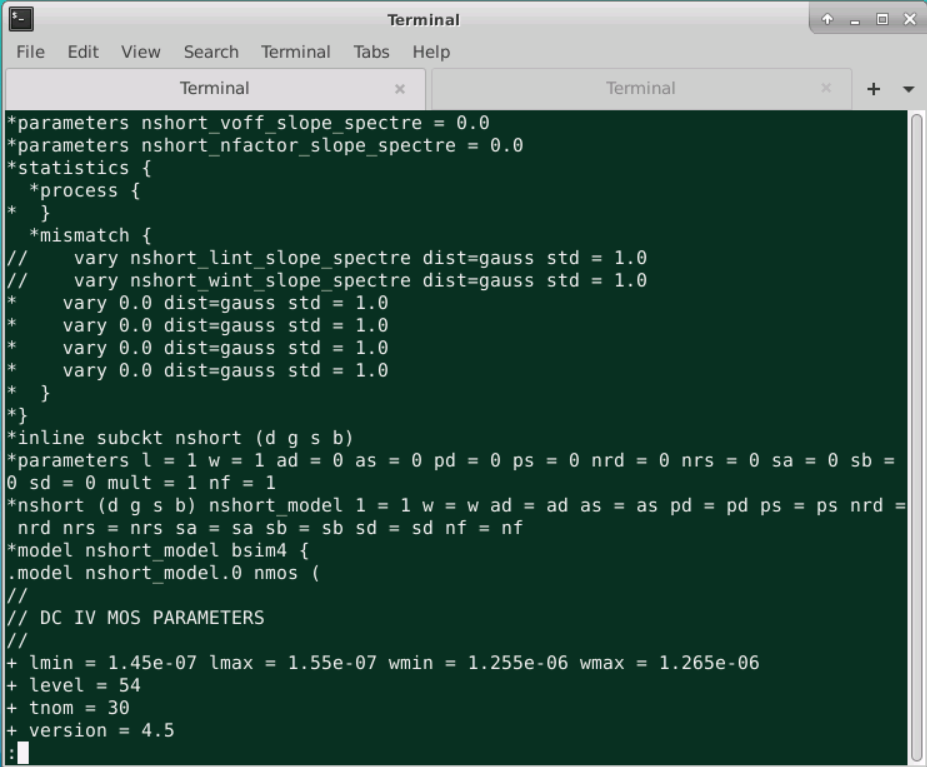 Terminal
File Edit View Search Terminal Tabs Help
Terminal × Terminal × +
*parameters nshort_voff_slope_spectre = 0.0
*parameters nshort_nfactor_slope_spectre = 0.0
*statistics {
  *process {
*  }
  *mismatch {
//    vary nshort_lint_slope_spectre dist=gauss std = 1.0
//    vary nshort_wint_slope_spectre dist=gauss std = 1.0
*    vary 0.0 dist=gauss std = 1.0
*    vary 0.0 dist=gauss std = 1.0
*    vary 0.0 dist=gauss std = 1.0
*    vary 0.0 dist=gauss std = 1.0
*  }
*}
*inline subckt nshort (d g s b)
*parameters l = 1 w = 1 ad = 0 as = 0 pd = 0 ps = 0 nrd = 0 nrs = 0 sa = 0 sb =
0 sd = 0 mult = 1 nf = 1
*nshort (d g s b) nshort_model 1 = 1 w = w ad = ad as = as pd = pd ps = ps nrd =
 nrd nrs = nrs sa = sa sb = sb sd = sd nf = nf
*model nshort_model bsim4 {
.model nshort_model.0 nmos (
//
// DC IV MOS PARAMETERS
//
+ lmin = 1.45e-07 lmax = 1.55e-07 wmin = 1.255e-06 wmax = 1.265e-06
+ level = 54
+ tnom = 30
+ version = 4.5
: